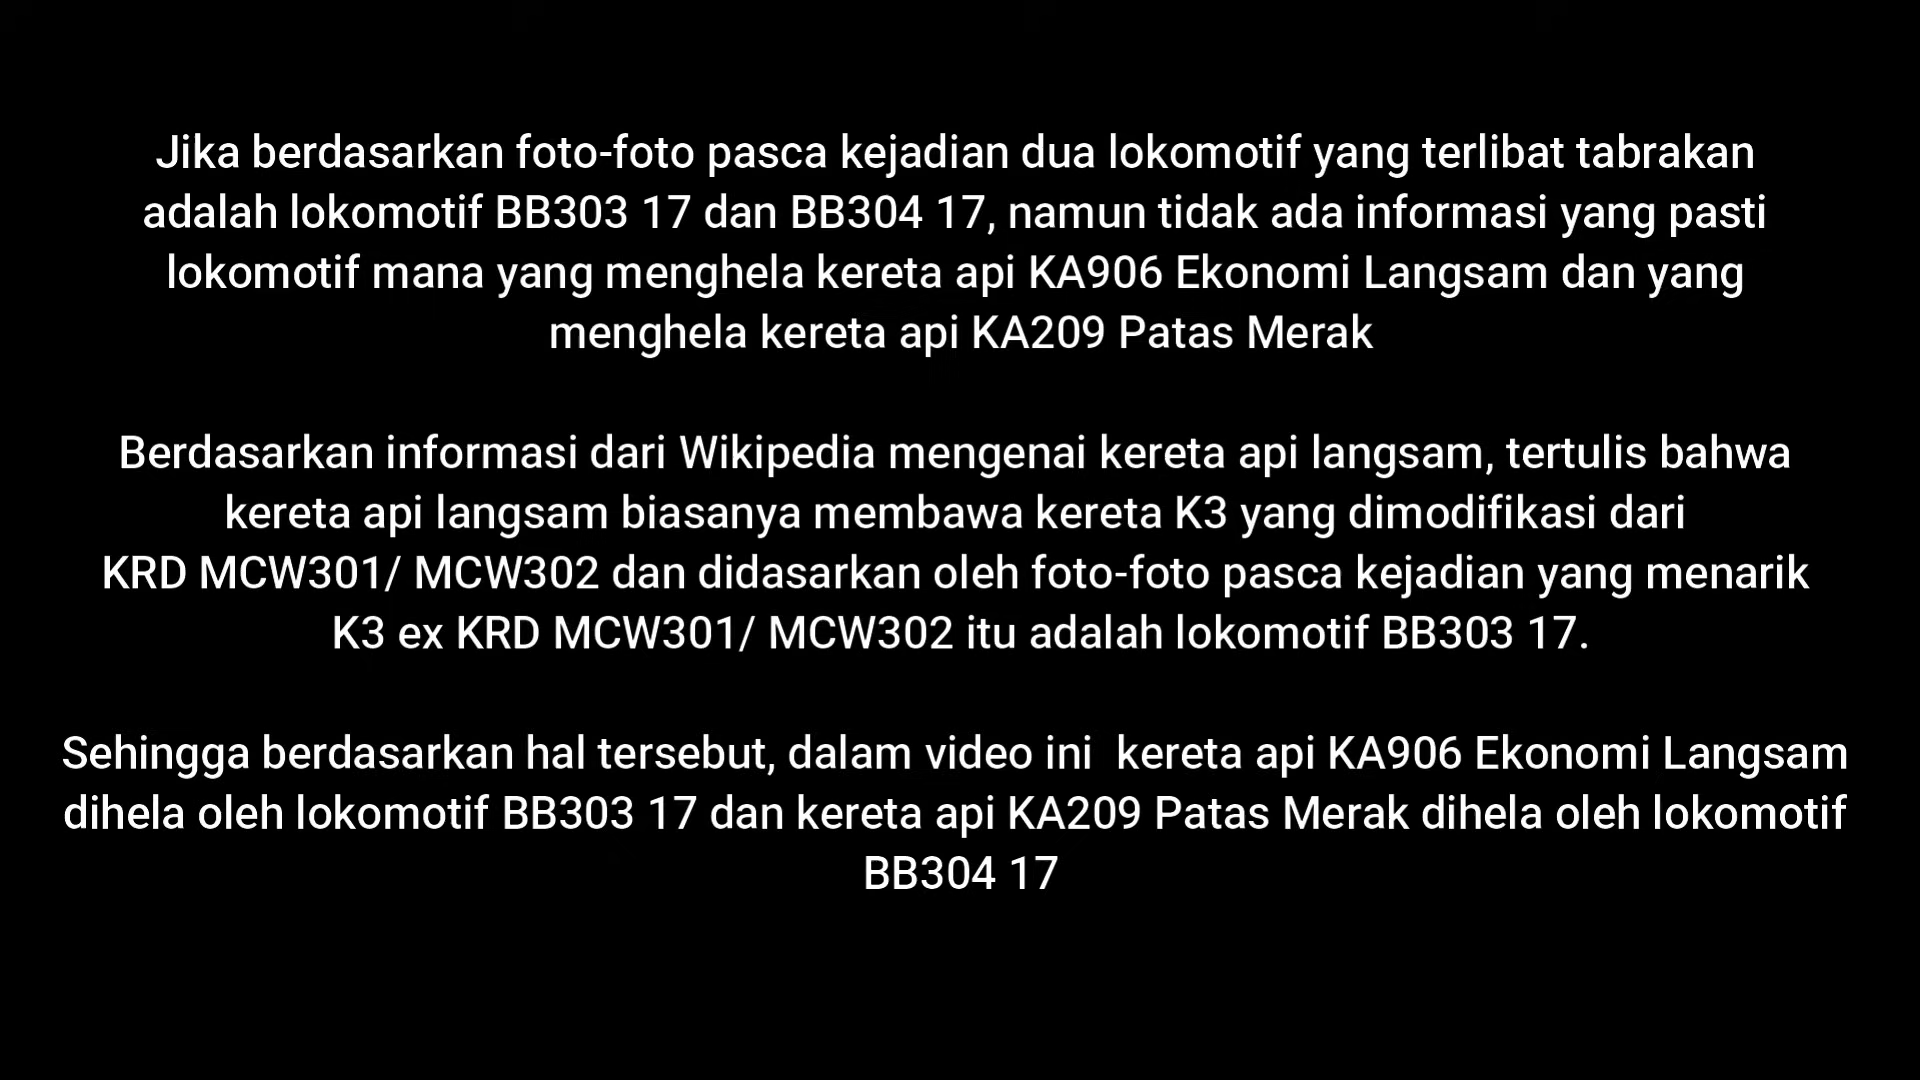 Jika berdasarkan foto-foto pasca kejadian dua lokomotif yang terlibat tabrakan
adalah lokomotif BB303 17 dan BB304 17, namun tidak ada informasi yang pasti
lokomotif mana yang menghela kereta api KA906 Ekonomi Langsam dan yang
menghela kereta api KA209 Patas Merak
Berdasarkan informasi dari Wikipedia mengenai kereta api langsam, tertulis bahwa
kereta api langsam biasanya membawa kereta K3 yang dimodifikasi dari
KRD MCW301/ MCW302 dan didasarkan oleh foto-foto pasca kejadian yang menarik
K3 ex KRD MCW301/ MCW302 itu adalah lokomotif BB303 17.
Sehingga berdasarkan hal tersebut, dalam video ini  kereta api KA906 Ekonomi Langsam
dihela oleh lokomotif BB303 17 dan kereta api KA209 Patas Merak dihela oleh lokomotif
BB304 17